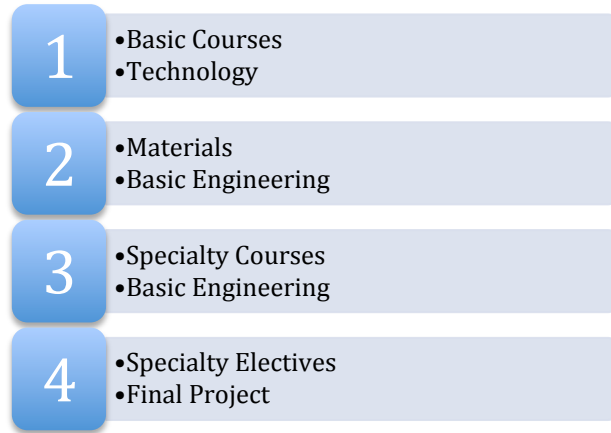 1
•Basic Courses
•Technology
2
•Materials
•Basic Engineering
3
•Specialty Courses
•Basic Engineering
4
•Specialty Electives
•Final Project